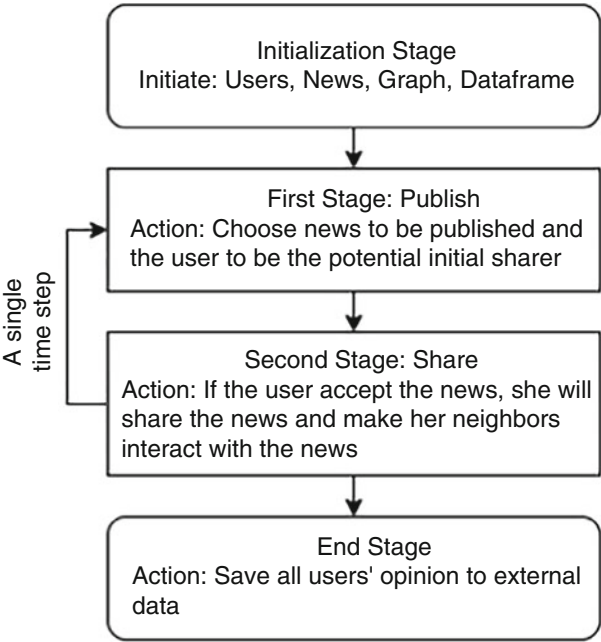 Initialization Stage
Initiate: Users, News, Graph, Dataframe
First Stage: Publish
Action: Choose news to be published and
the user to be the potential initial sharer
A single
time step
Second Stage: Share
Action: If the user accept the news, she will
share the news and make her neighbors
interact with the news
End Stage
Action: Save all users' opinion to external
data